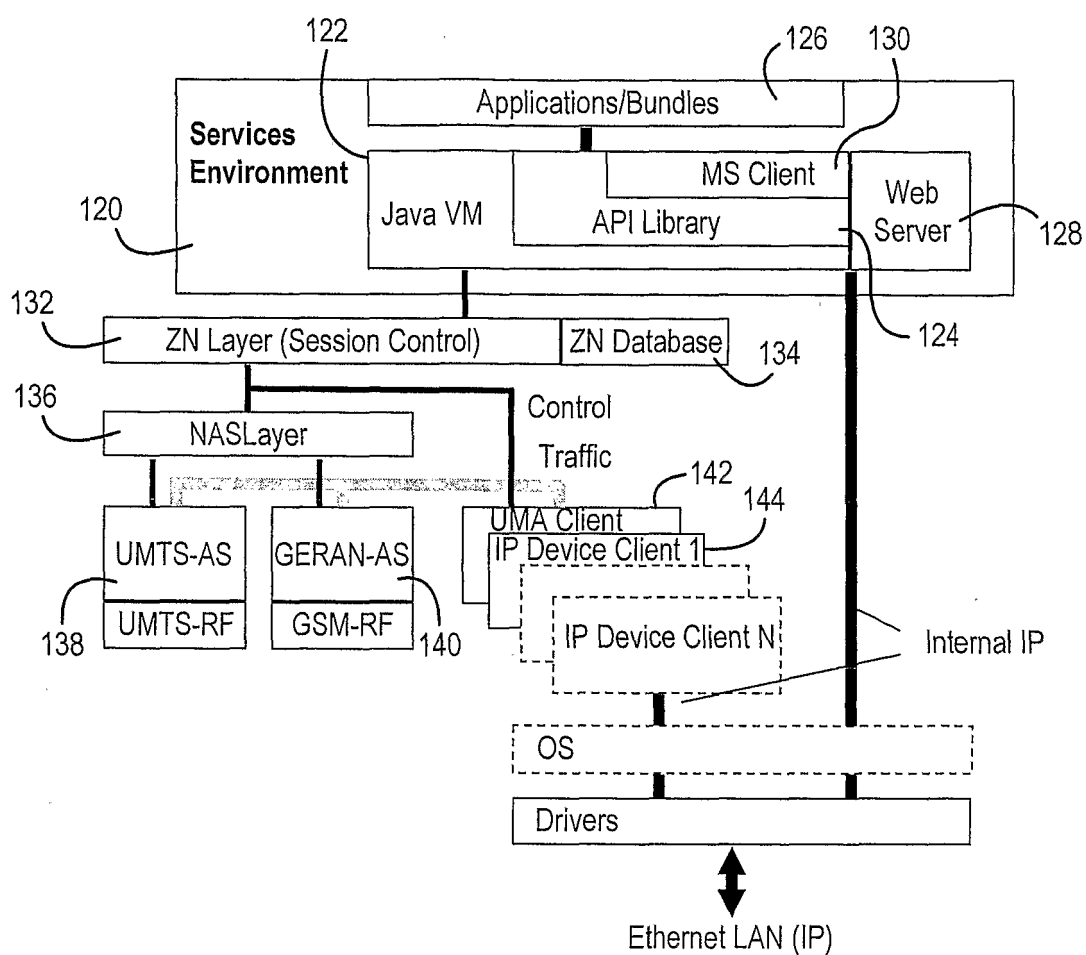 122
126
130
Applications/Bundles
Services
Environment
MS Client
Java VM
API Library
Web
Server
120
128
132
124
ZN Layer (Session Control)
ZN Database
134
136
Control
NASLayer
Traffic
142
144
UMA Client
IP Device Client 1
UMTS-AS
GERAN-AS
138
UMTS-RF
GSM-RF
140
IP Device Client N
Internal IP
OS
Drivers
Ethernet LAN (IP)